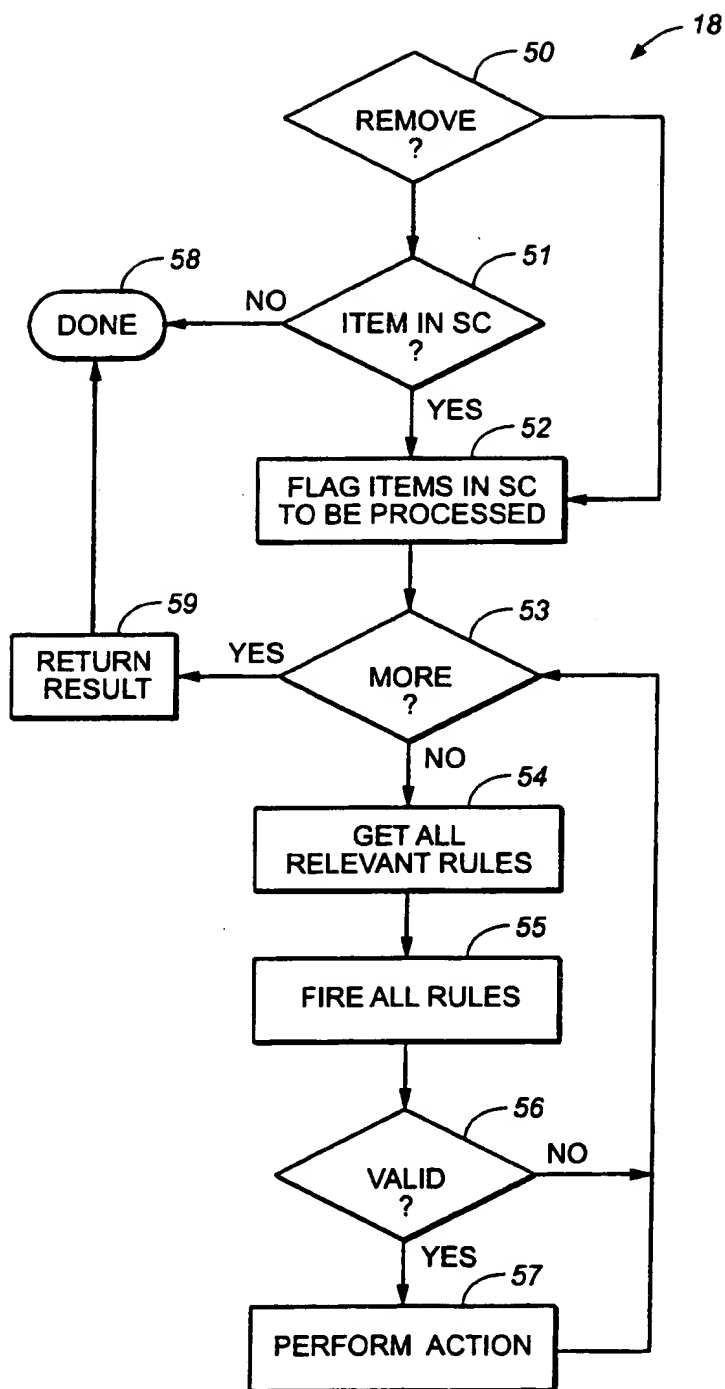 18
50
REMOVE
?
51
ITEM IN SC
?
NO
58
DONE
YES
52
FLAG ITEMS IN SC
TO BE PROCESSED
53
MORE
?
YES
59
RETURN
RESULT
NO
54
GET ALL
RELEVANT RULES
55
FIRE ALL RULES
56
VALID
?
NO
YES
57
PERFORM ACTION